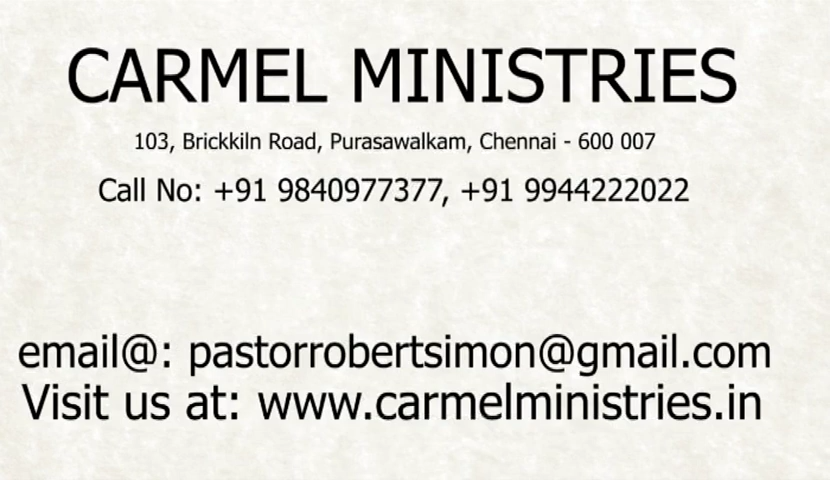 CARMEL MINISTRIES
103, Brickkiln Road, Purasawalkam, Chennai - 600 007
Call No: +91 9840977377, +91 9944222022
email@: pastorrobertsimon@gmail.com
Visit us at: www.carmelministries.in